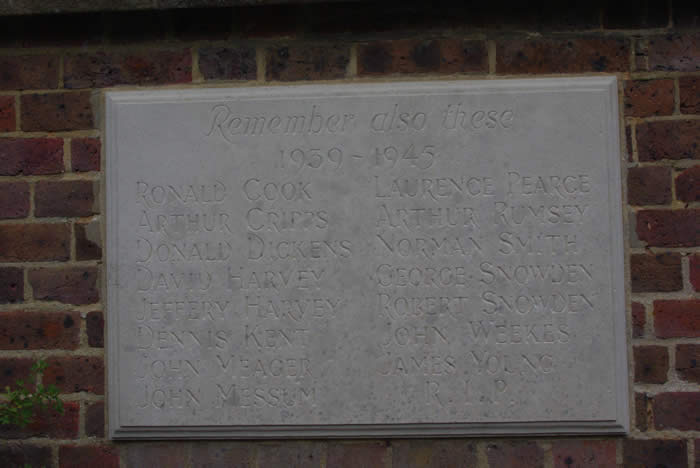 Remember also these
1939 - 1945
RONALD COOK
ARTHUR CRIPPS
DONALD DICKENS
DAVID HARVEY
JEFFERY HARVEY
DENNIS KENT
JOHN MEAGER
JOHN MESSUM
LAURENCE PEARCE
ARTHUR RUMSEY
NORMAN SMITH
GEORGE SNOWDEN
ROBERT SNOWDEN
JOHN WEEKES
JAMES YOUNG
R.I.P.